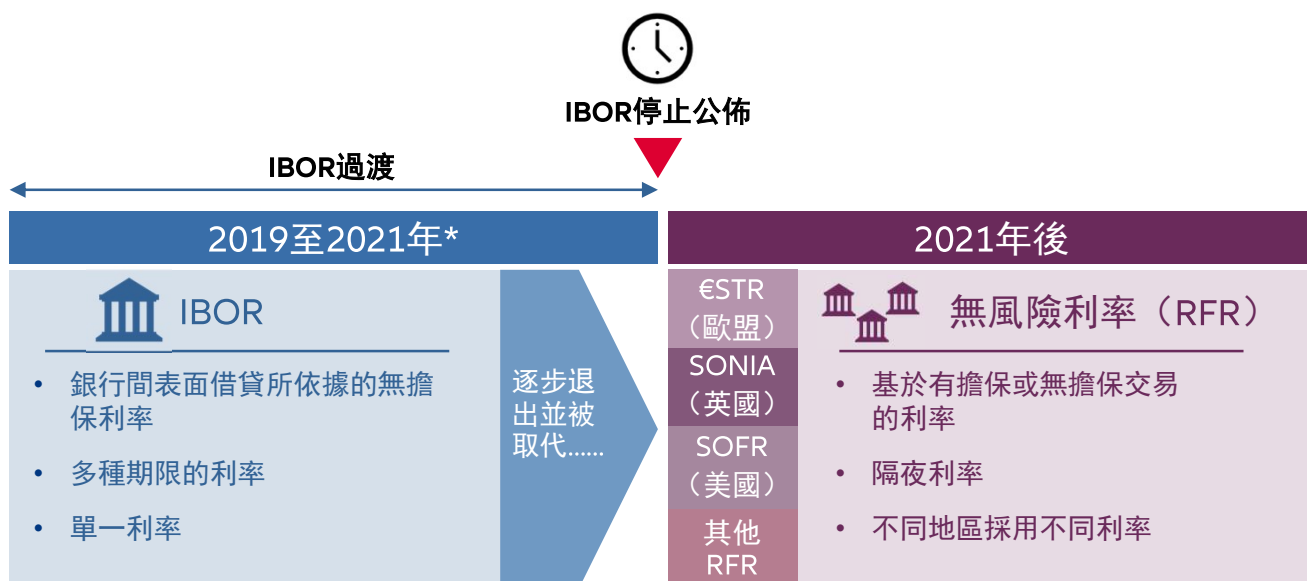 IBOR停止公佈
IBOR過渡
2019至2021年*
IBOR
• 銀行間表面借貸所依據的無擔
保利率
• 多種期限的利率
• 單一利率
逐步退
出並被
取代......
2021年後
€STR
（歐盟）
SONIA
（英國）
SOFR
（美國）
其他
RFR
無風險利率（RFR）
• 基於有擔保或無擔保交易
的利率
• 隔夜利率
• 不同地區採用不同利率